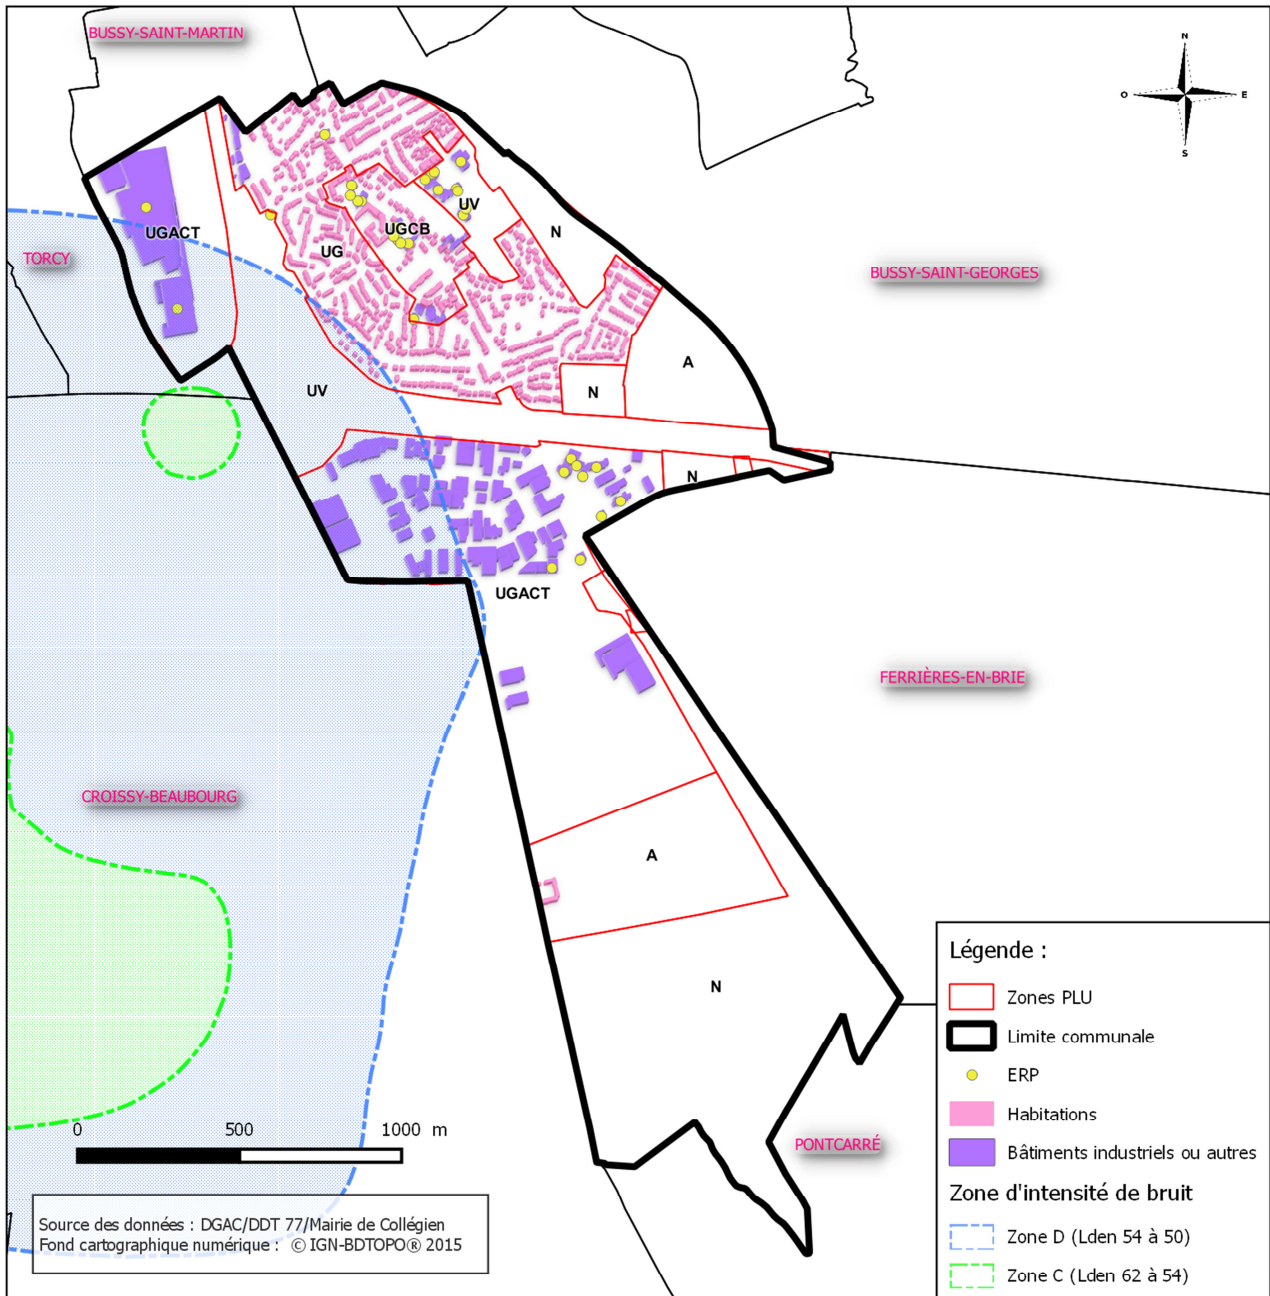 BUSSY-SAINT-MARTIN
N
O
E
S
UV
UGACT
UGCB
N
UG
TORCY
BUSSY-SAINT-GEORGES
A
UV
N
N
UGACT
FERRIÈRES-EN-BRIE
CROISSY-BEAUBOURG
A
N
PONTCARRÉ
0 500 1000 m
Source des données : DGAC/DDT 77/Mairie de Collégien
Fond cartographique numérique : © IGN-BDTOPO® 2015
Légende :
Zones PLU
Limite communale
ERP
Habitations
Bâtiments industriels ou autres
Zone d'intensité de bruit
Zone D (Lden 54 à 50)
Zone C (Lden 62 à 54)